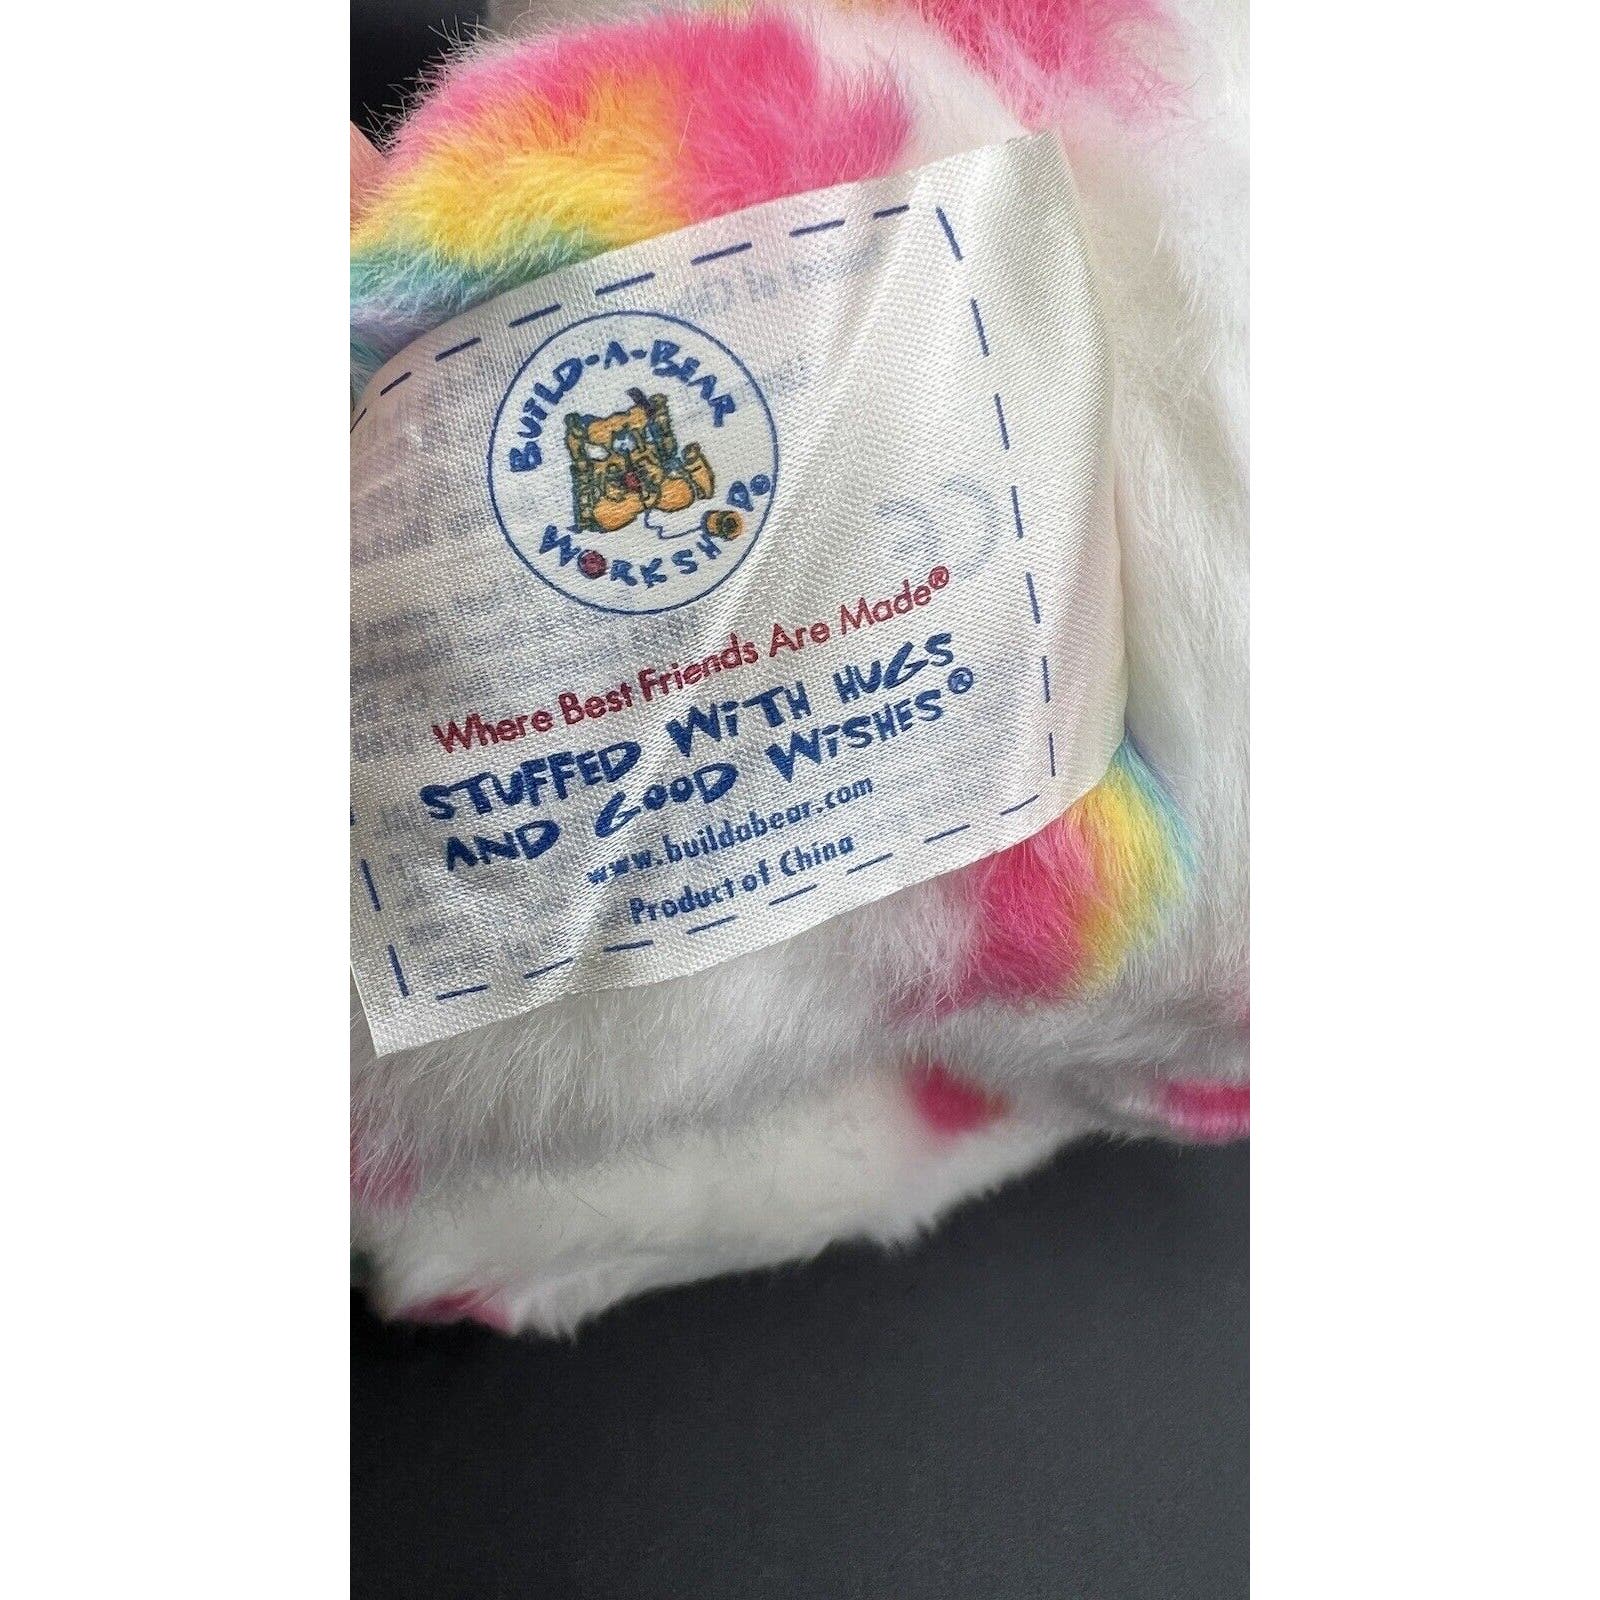 BUILD-A-BEAR
WORKSHOP®
Where Best Friends Are Made®
STUFFED WITH HUGS
AND GOOD WISHES®
www.buildabear.com
Product of China